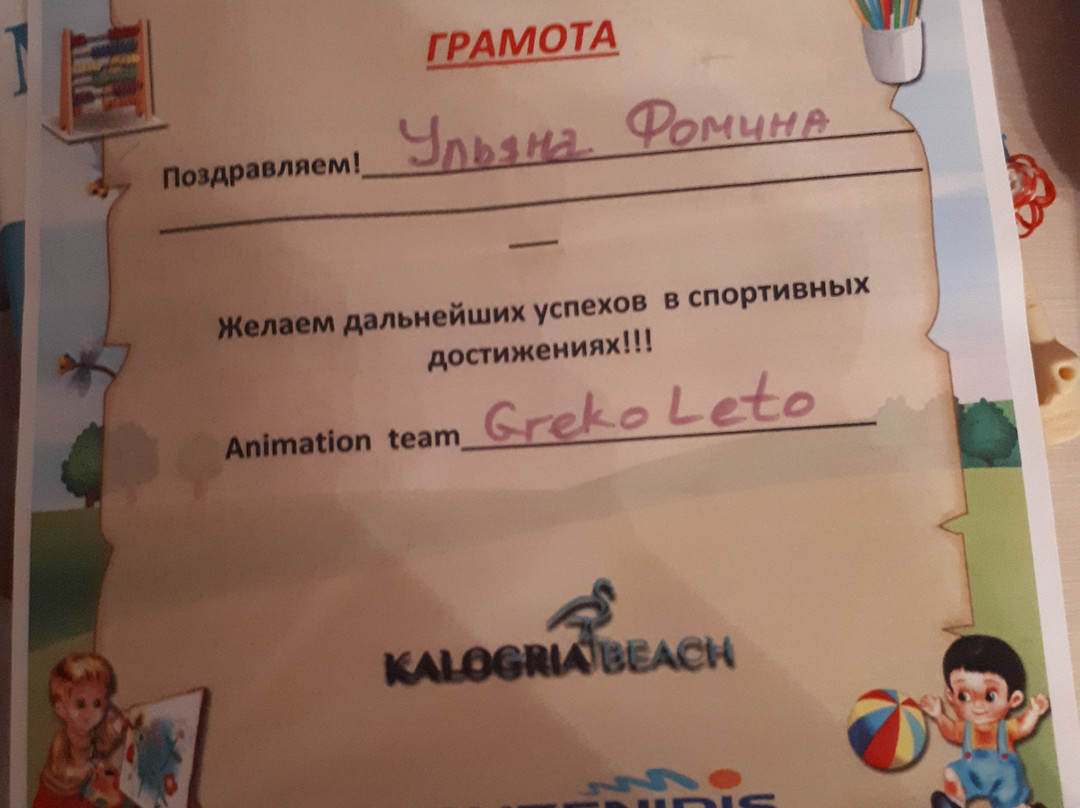 ГРАМОТА
Поздравляем! Ульяна Фомина
Желаем дальнейших успехов в спортивных
достижениях!!!
Animation team Greko Leto
KALOGRIA BEACH